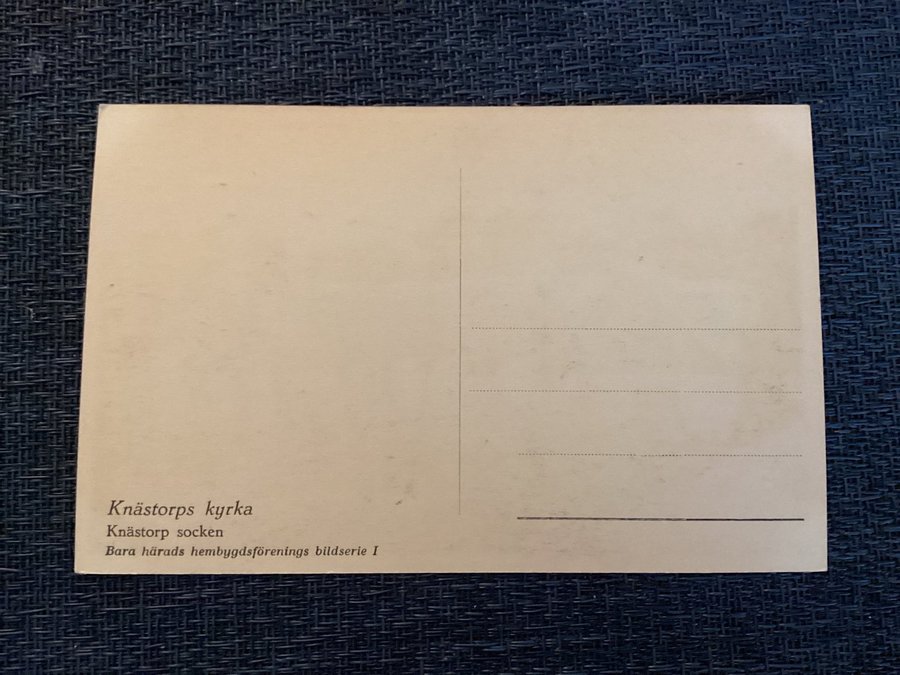 Knästorps kyrka
Knästorp socken
Bara härads hembygdsförenings bildserie I